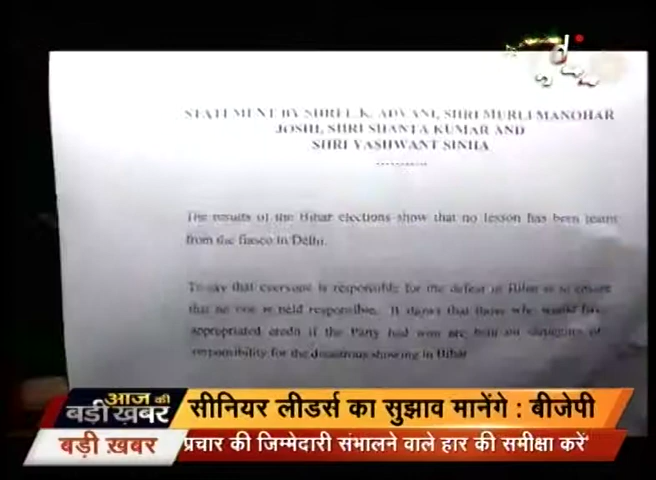 STATEMENT BY SHRI L.K. ADVANI, SHRI MURLI MANOHAR
JOSHI, SHRI SHANTA KUMAR AND
SHRI YASHWANT SINHA
The results of the Bihar elections show that no lesson has been learnt
from the fiasco in Delhi.
To say that everyone is responsible for the defeat in Bihar is to ensure
that no one is held responsible. It shows that those who would have
appropriated credit if the Party had won are bent on shrugging off
responsibility for the disastrous showing in Bihar
आज की
बड़ी ख़बर
सीनियर लीडर्स का सुझाव मानेंगे : बीजेपी
बड़ी ख़बर
प्रचार की जिम्मेदारी संभालने वाले हार की समीक्षा करें'